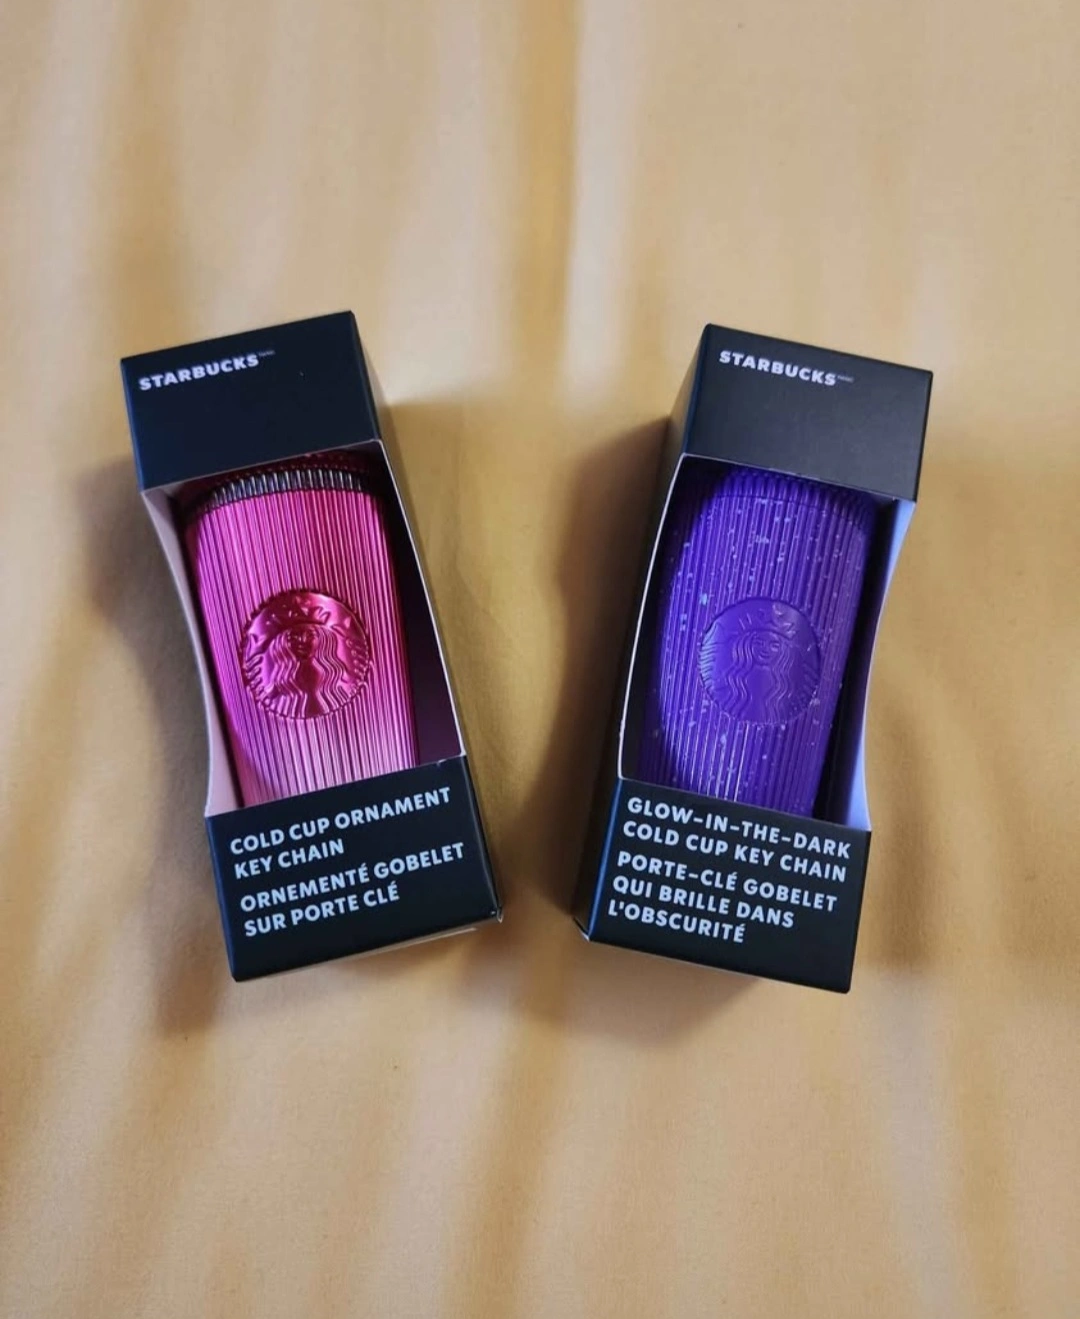 STARBUCKS
COLD CUP ORNAMENT
KEY CHAIN
ORNEMENTÉ GOBELET
SUR PORTE CLÉ
STARBUCKS
GLOW-IN-THE-DARK
COLD CUP KEY CHAIN
PORTE-CLÉ GOBELET
QUI BRILLE DANS
L'OBSCURITÉ